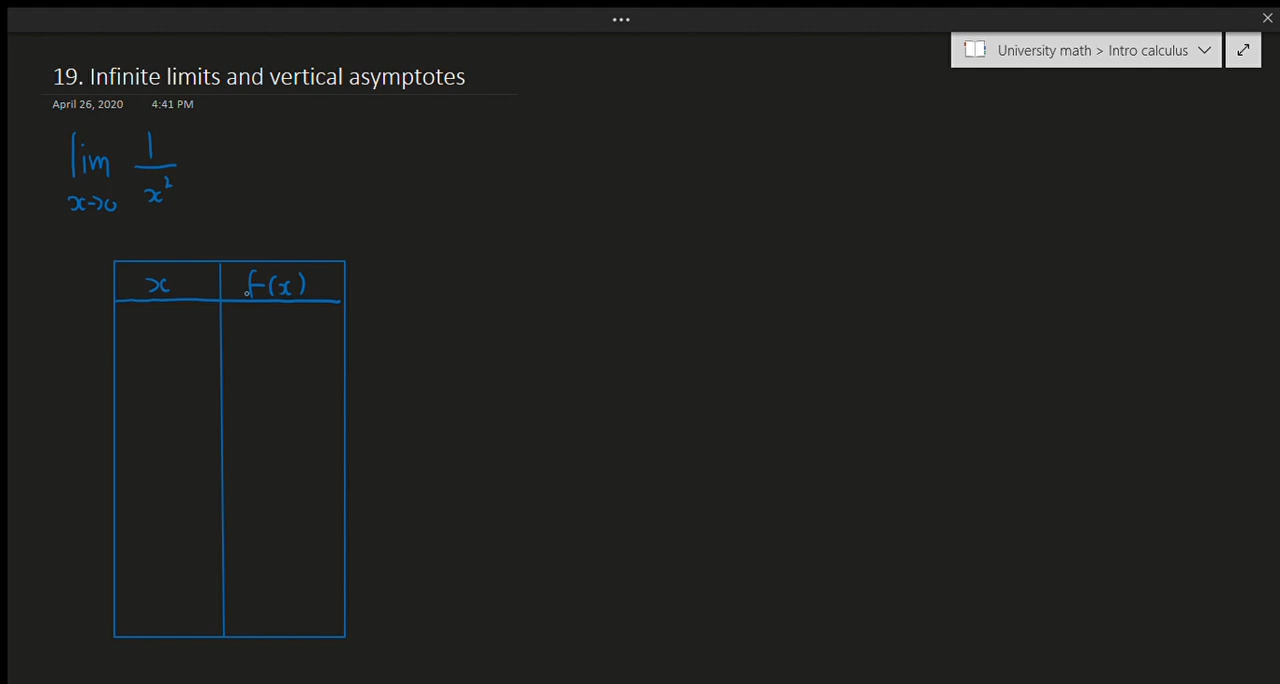 University math > Intro calculus
19. Infinite limits and vertical asymptotes
April 26, 2020 4:41 PM
lim 1
x→0 x²
x f(x)